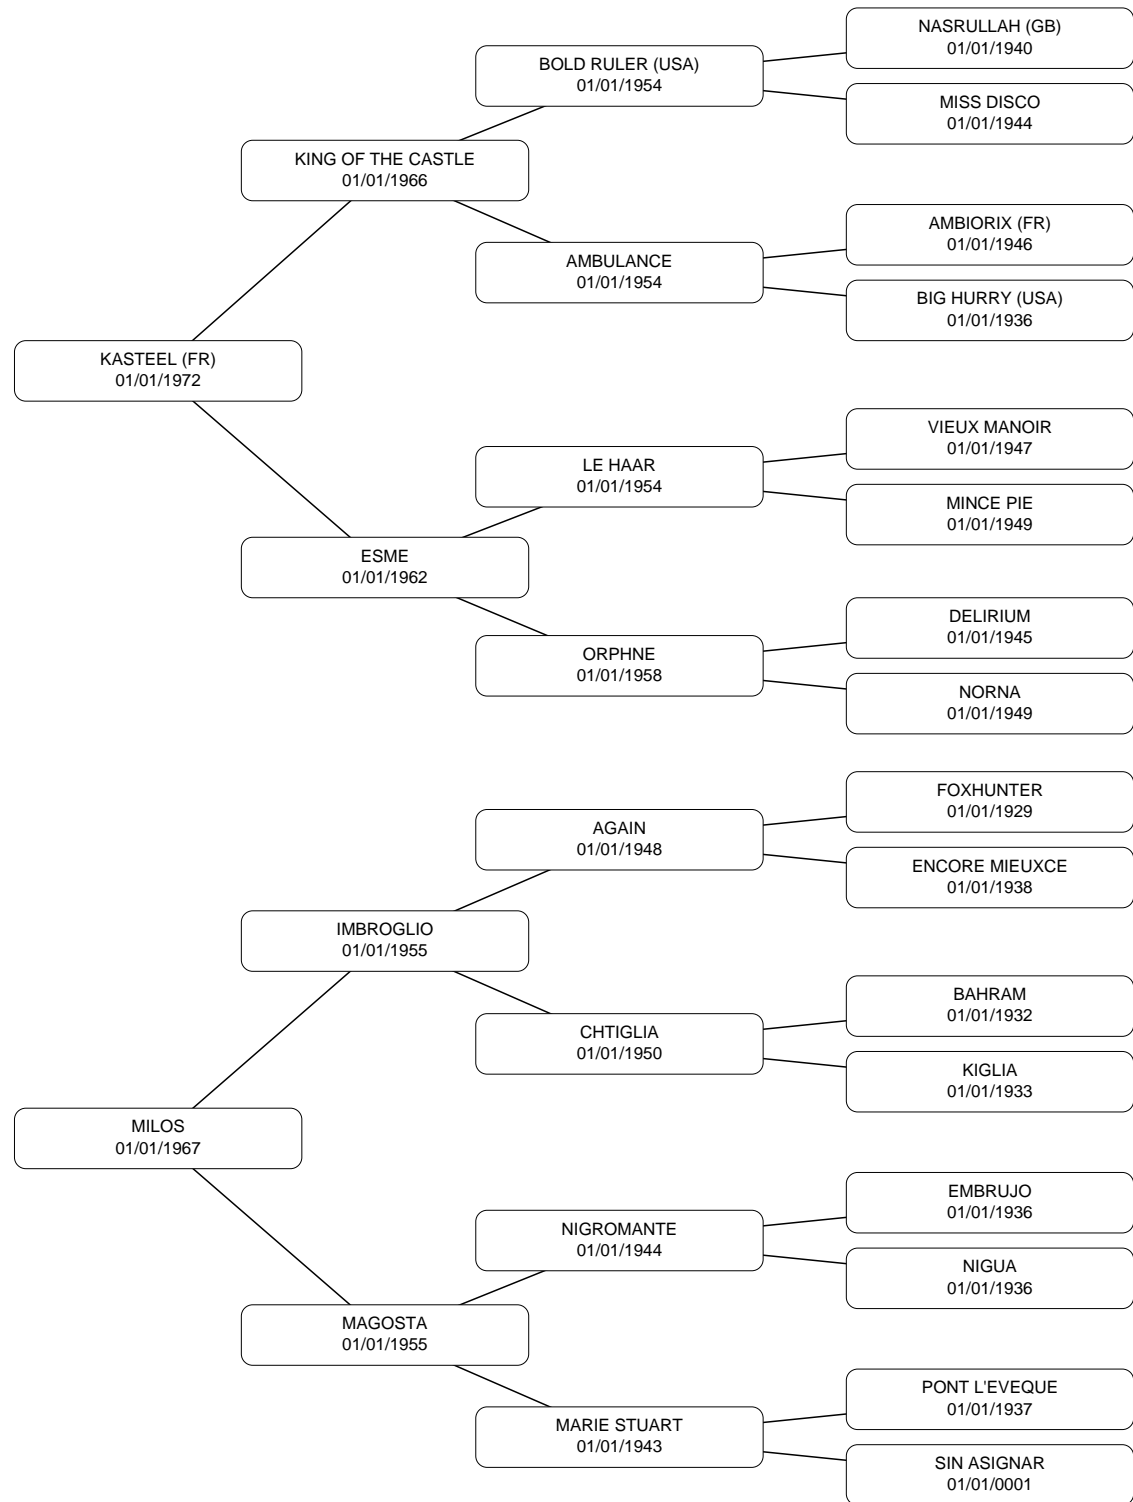 NASRULLAH (GB)
01/01/1940
BOLD RULER (USA)
01/01/1954
MISS DISCO
01/01/1944
KING OF THE CASTLE
01/01/1966
AMBIORIX (FR)
01/01/1946
AMBULANCE
01/01/1954
BIG HURRY (USA)
01/01/1936
KASTEEL (FR)
01/01/1972
VIEUX MANOIR
01/01/1947
LE HAAR
01/01/1954
MINCE PIE
01/01/1949
ESME
01/01/1962
DELIRIUM
01/01/1945
ORPHNE
01/01/1958
NORNA
01/01/1949
FOXHUNTER
01/01/1929
AGAIN
01/01/1948
ENCORE MIEUXCE
01/01/1938
IMBROGLIO
01/01/1955
BAHRAM
01/01/1932
CHTIGLIA
01/01/1950
KIGLIA
01/01/1933
MILOS
01/01/1967
EMBRUJO
01/01/1936
NIGROMANTE
01/01/1944
NIGUA
01/01/1936
MAGOSTA
01/01/1955
PONT L'EVEQUE
01/01/1937
MARIE STUART
01/01/1943
SIN ASIGNAR
01/01/0001